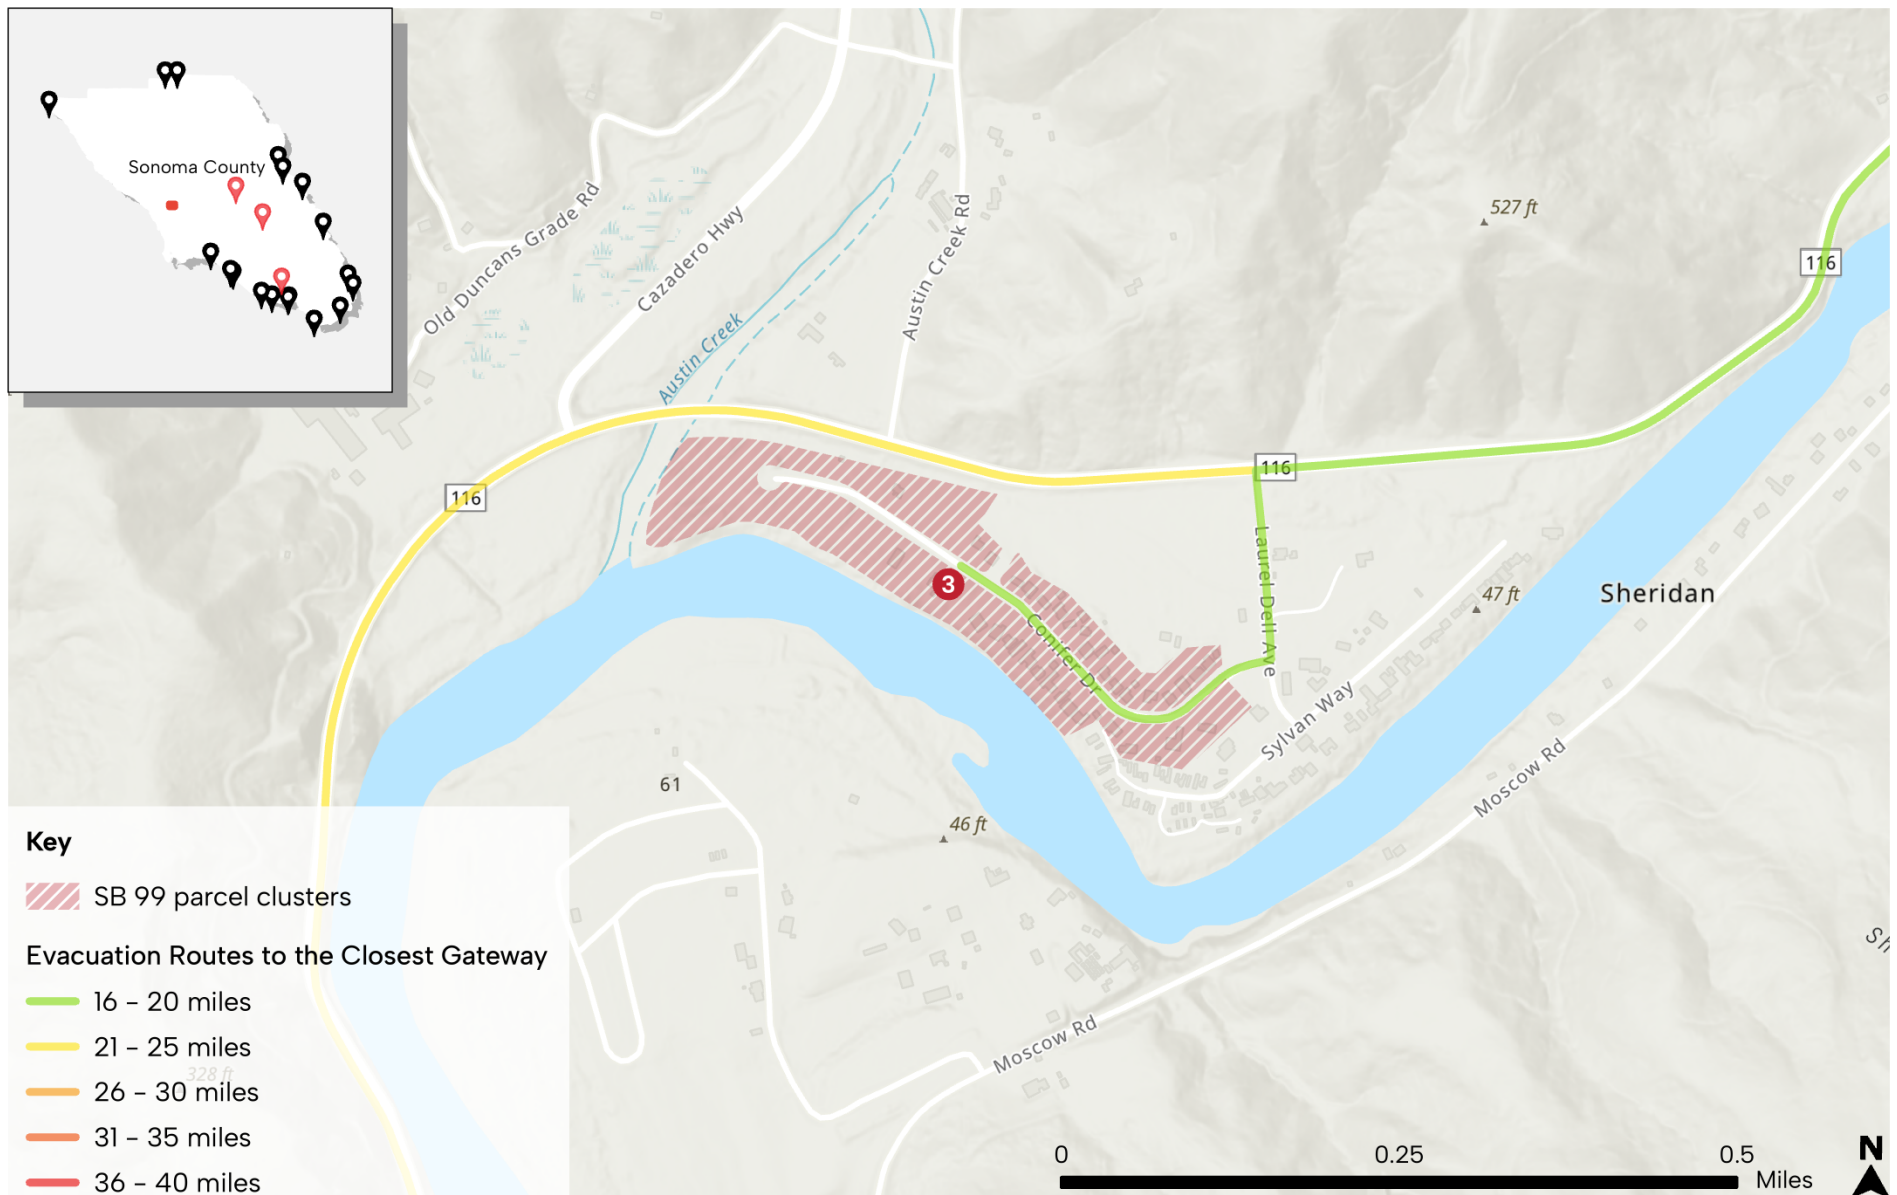 Sonoma County
Old Duncans Grade Rd
Cazadero Hwy
Austin Creek
Austin Creek Rd
527 ft
116
116
116
3
Conifer Dr
Laurel Dell Ave
47 ft
Sheridan
Sylvan Way
Moscow Rd
61
46 ft
Sh
Moscow Rd
Key
SB 99 parcel clusters
Evacuation Routes to the Closest Gateway
16 – 20 miles
21 – 25 miles
328 ft
26 – 30 miles
31 – 35 miles
36 – 40 miles
0 0.25 0.5
Miles
N